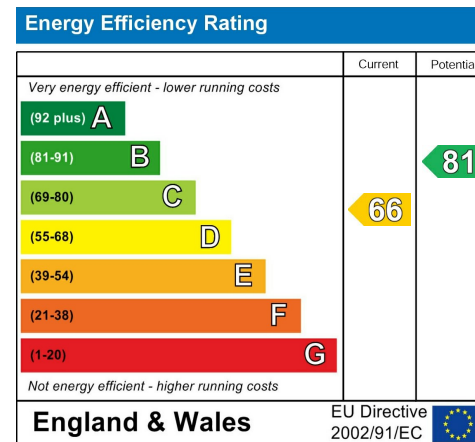 Energy Efficiency Rating
Current Potentia
Very energy efficient - lower running costs
(92 plus) A
(81-91) B
81
(69-80) C
66
(55-68) D
(39-54) E
(21-38) F
(1-20) G
Not energy efficient - higher running costs
England & Wales
EU Directive
2002/91/EC